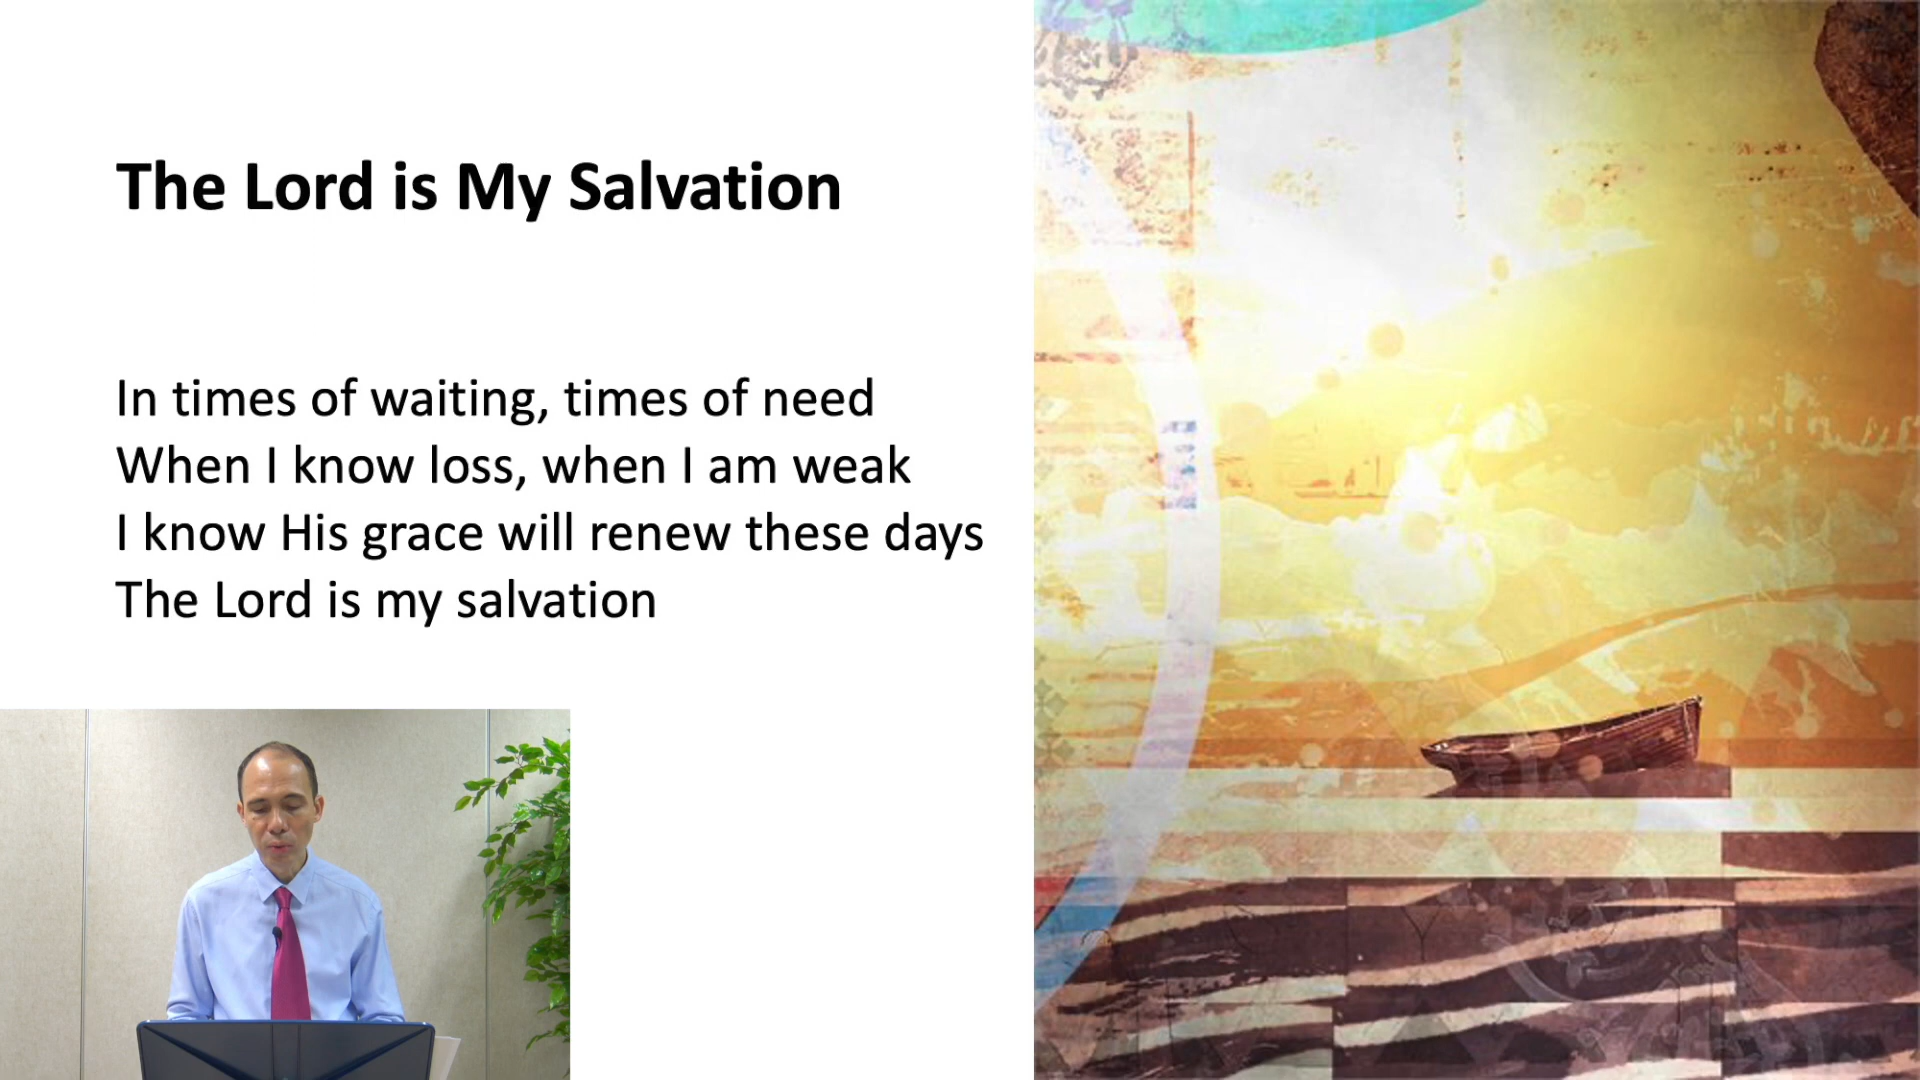 The Lord is My Salvation
In times of waiting, times of need
When I know loss, when I am weak
I know His grace will renew these days
The Lord is my salvation